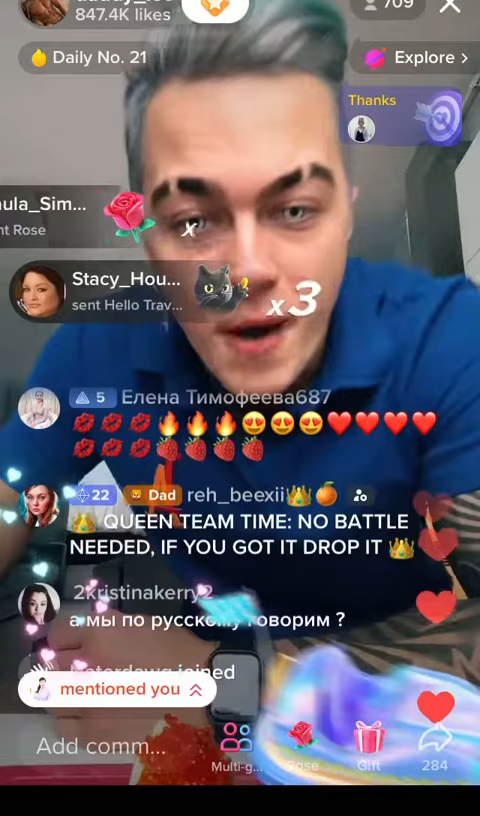 847.4K likes
709
Daily No. 21
Explore >
Thanks
ula_Sim...
nt Rose
x
Stacy_Hou...
sent Hello Trav...
x3
5 Елена Тимофеева687
💋💋💋🔥🔥🔥😍😍😍❤️❤️❤️❤️
💋💋💋🍓🍓🍓🍓
22 Dad reh_beexii👑🍊
👑 QUEEN TEAM TIME: NO BATTLE
NEEDED, IF YOU GOT IT DROP IT 👑
2kristinakerry2
а мы по русскому говорим ?
joined
mentioned you
Add comm...
Multi-g...
Rose
Gift
284